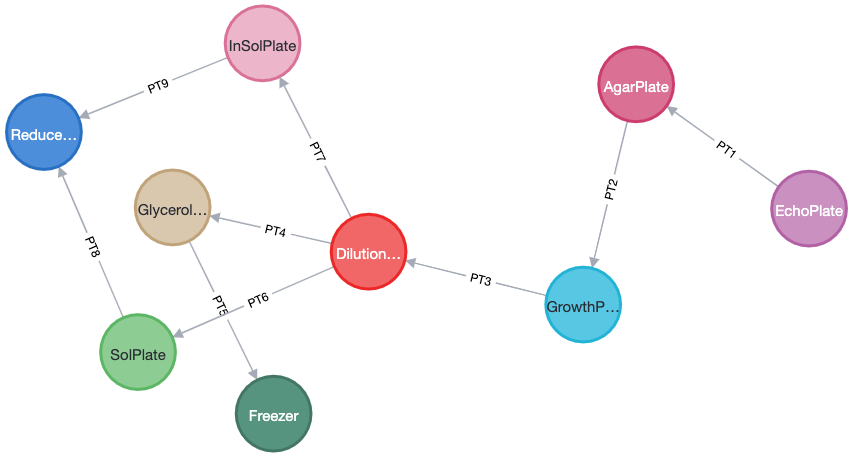 InSolPlate
AgarPlate
PT9
Reduce...
PT1
PT7
PT2
Glycerol...
EchoPlate
PT4
PT8
Dilution...
PT3
PT6
PT5
GrowthP...
SolPlate
Freezer